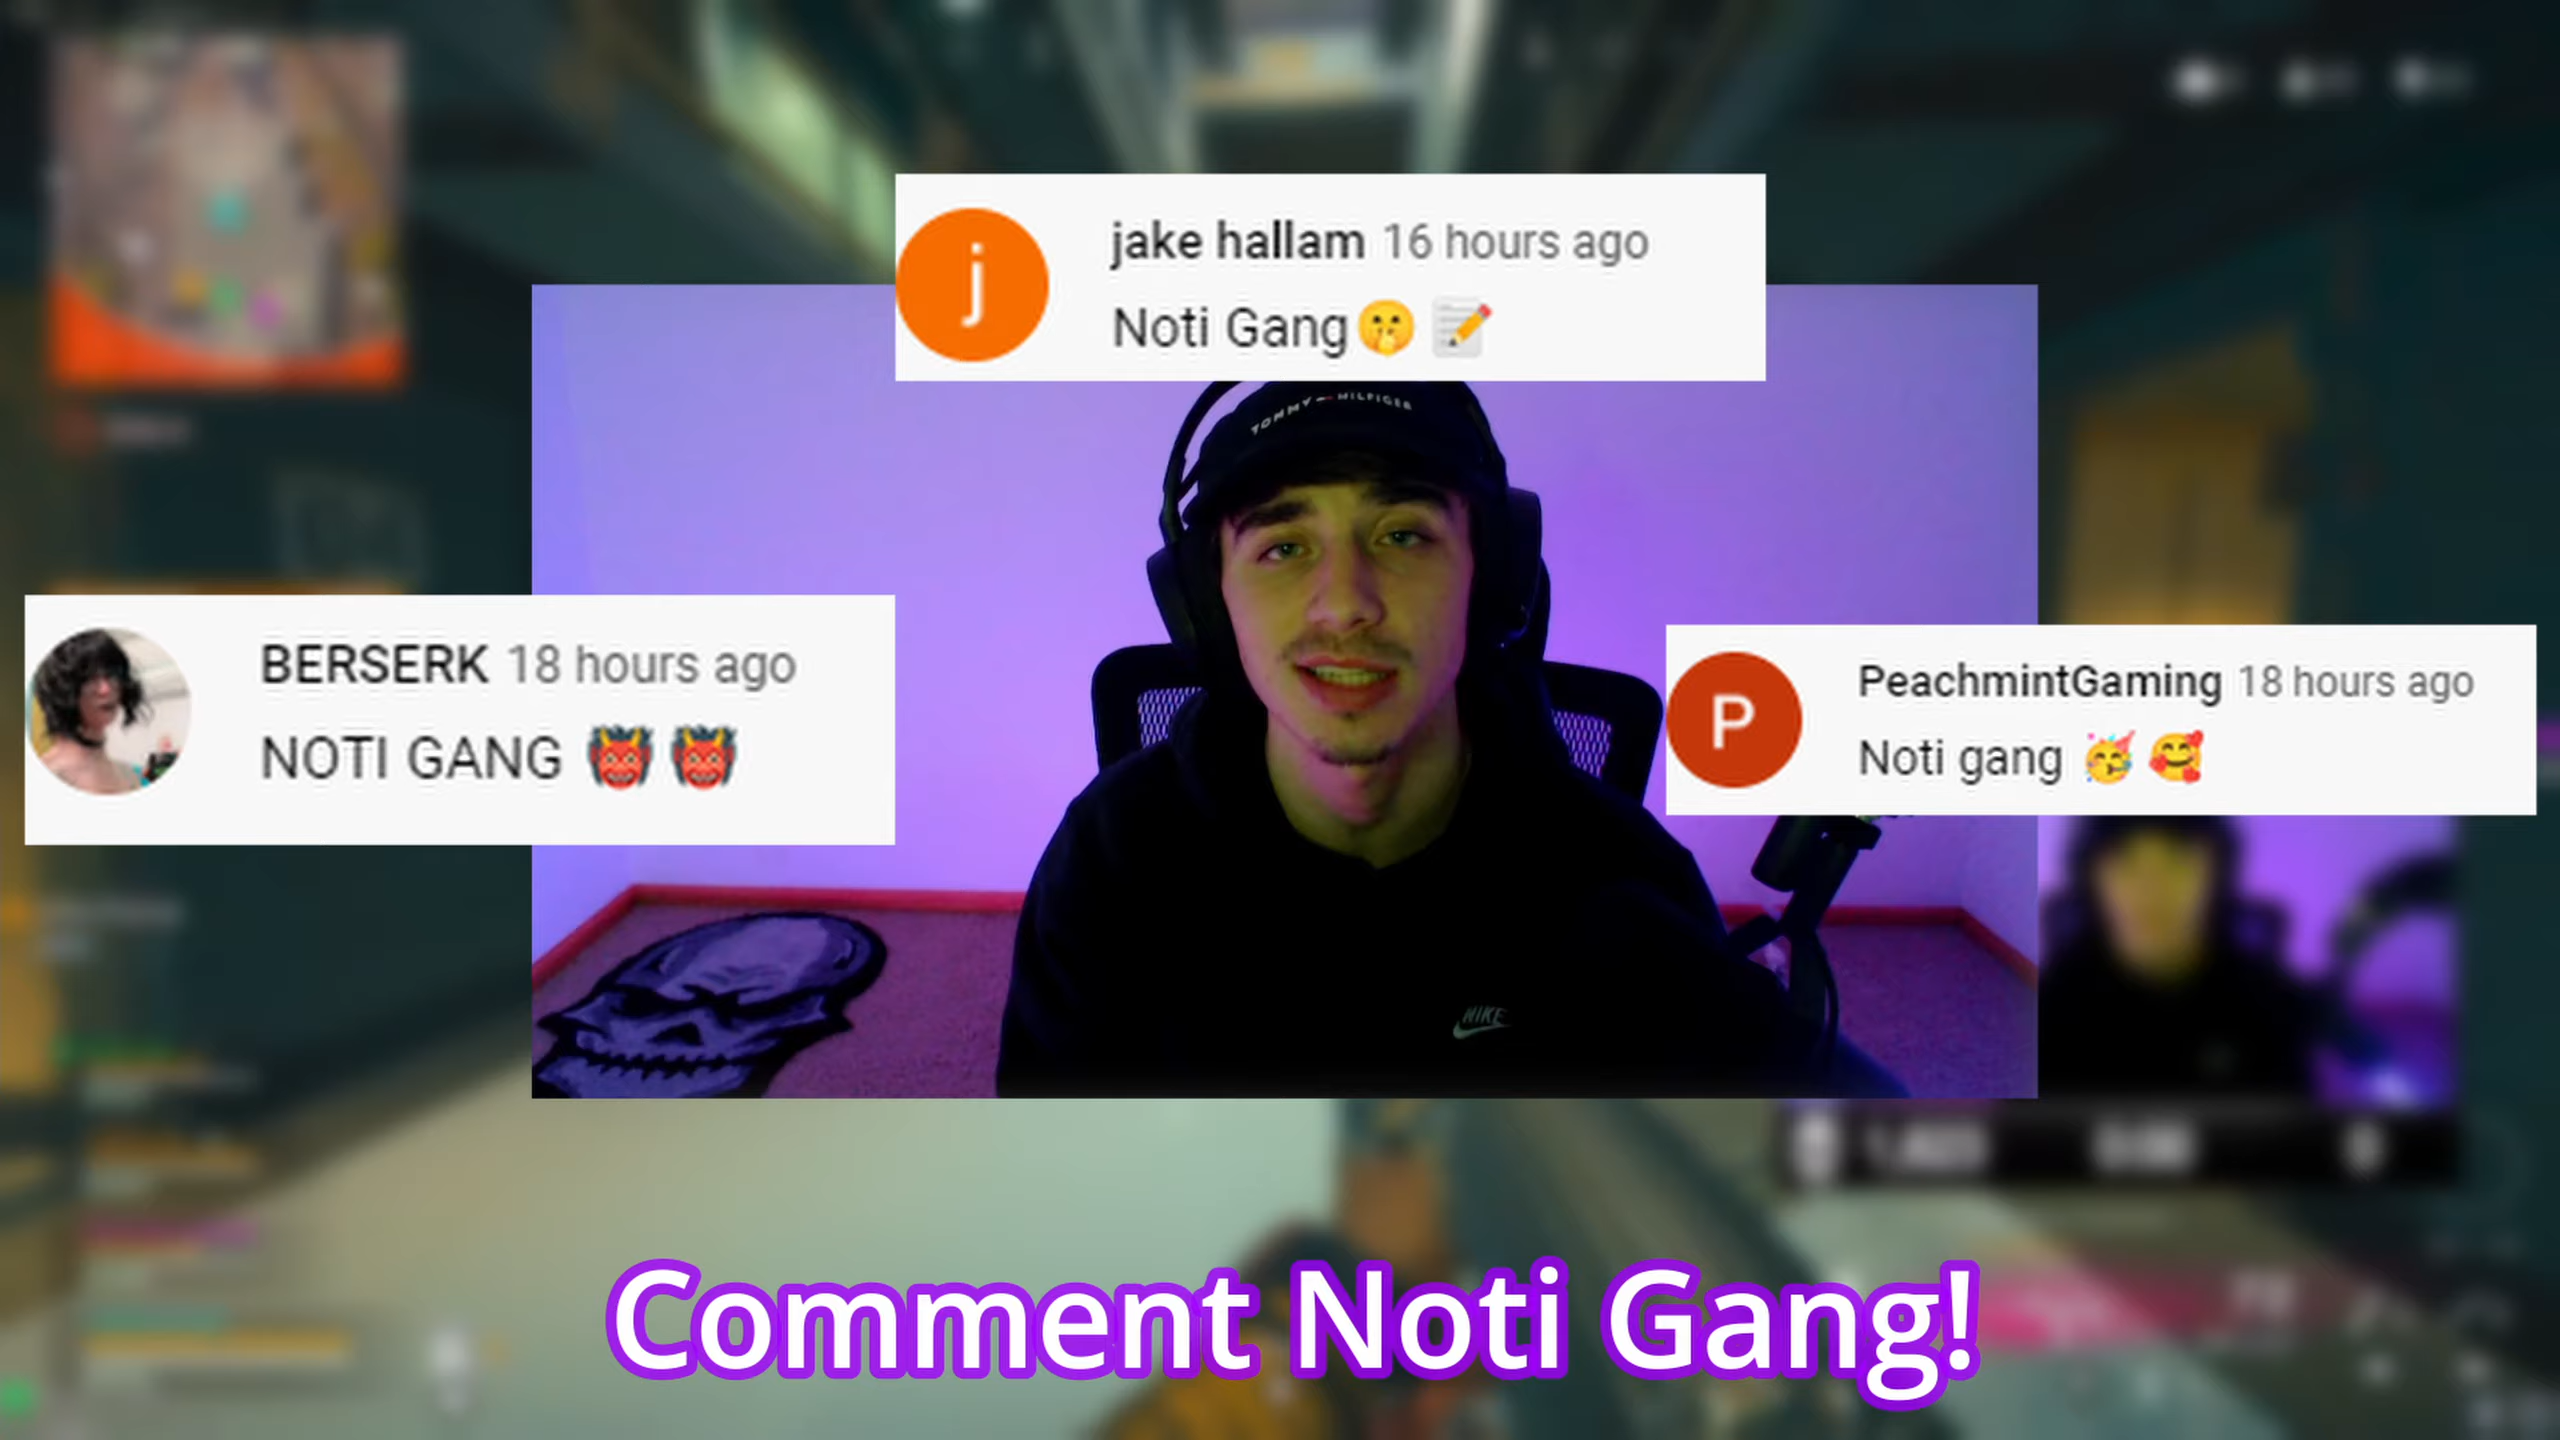 jake hallam 16 hours ago
Noti Gang🤫 📝
TOMMY HILFIGER
BERSERK 18 hours ago
NOTI GANG 👹 👹
PeachmintGaming 18 hours ago
Noti gang 🥳 🥰
j
P
NIKE
Comment Noti Gang!